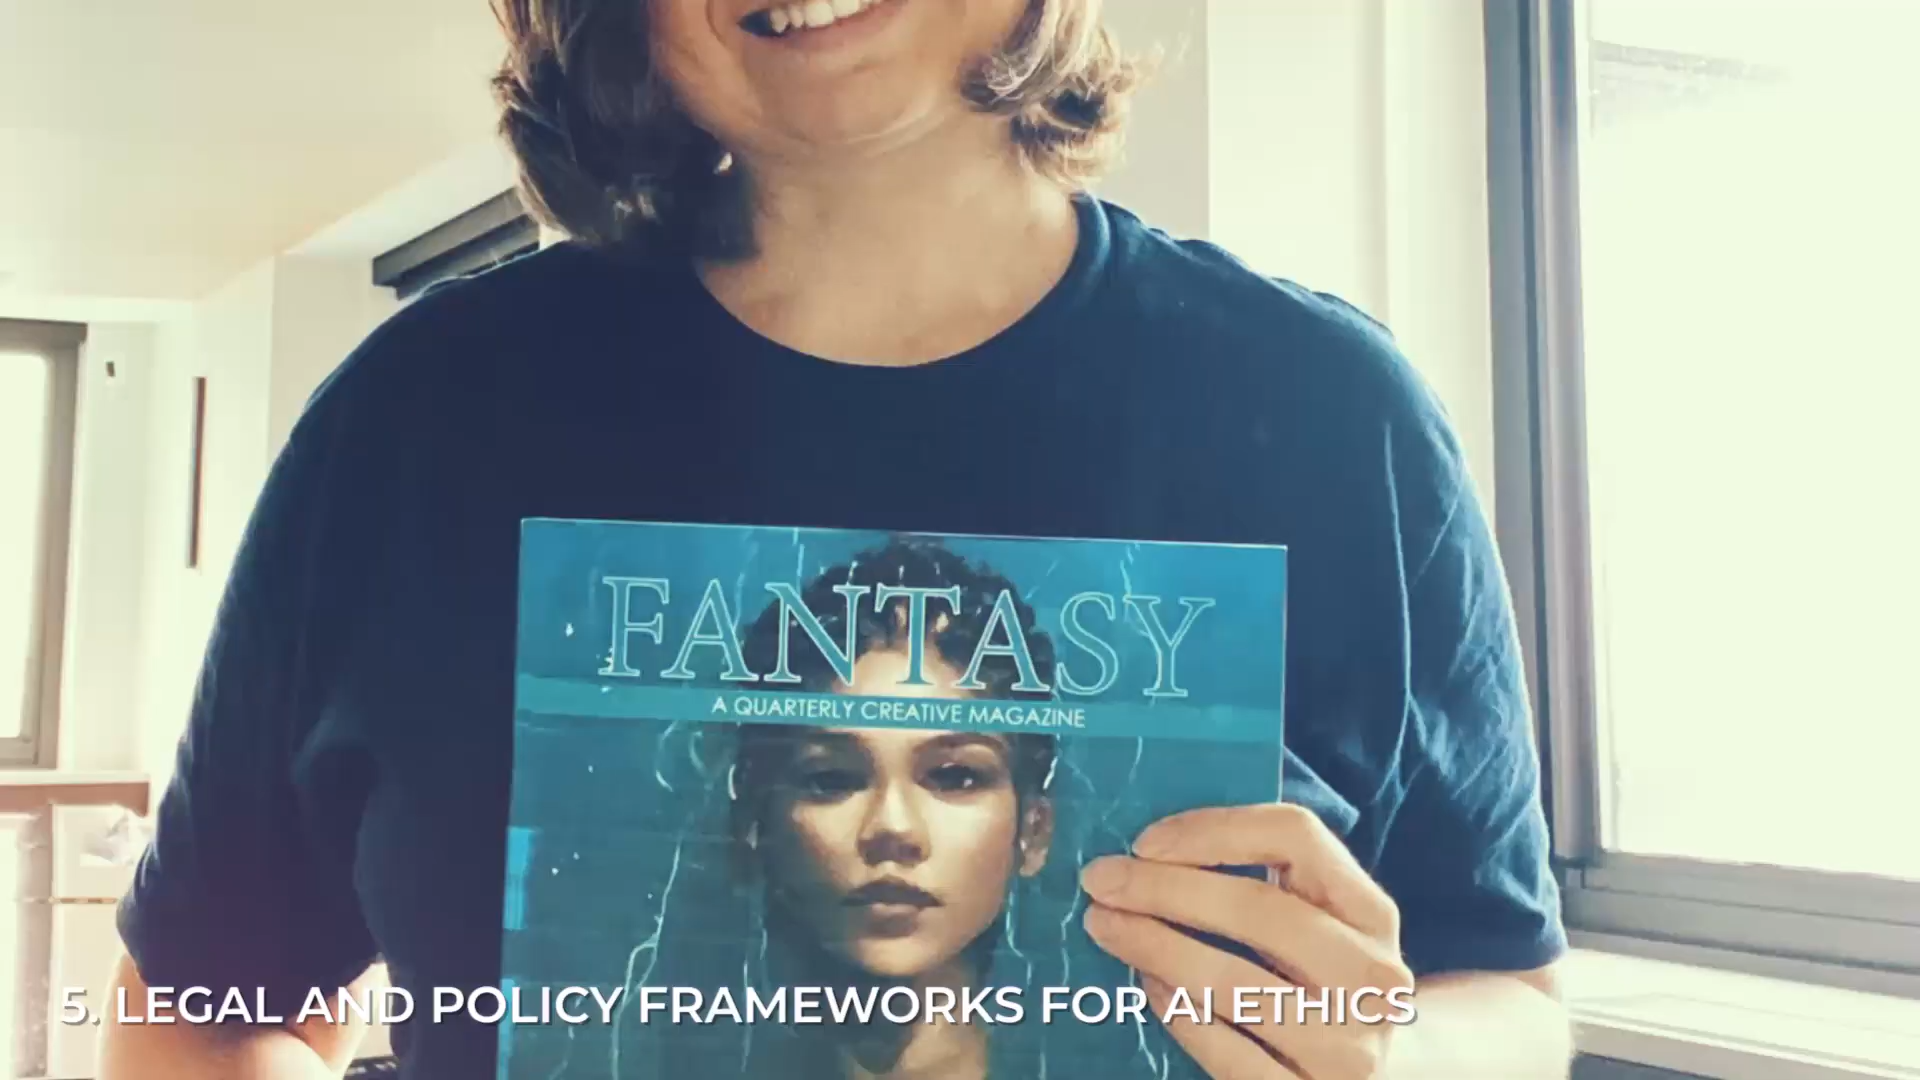 FANTASY
A QUARTERLY CREATIVE MAGAZINE
5. LEGAL AND POLICY FRAMEWORKS FOR AI ETHICS